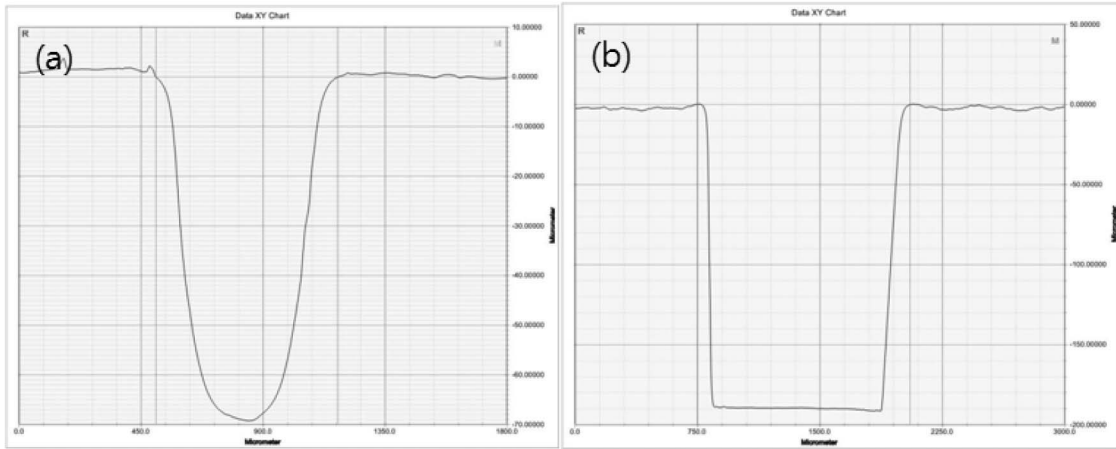 Data XY Chart
R
(a)
M
10.00000
0.00000
-10.00000
-20.00000
-30.00000
-40.00000
-50.00000
-60.00000
-70.00000
Micrometer
0.0
450.0
900.0
1350.0
1800.0
Micrometer
Data XY Chart
R
(b)
M
50.00000
0.00000
-50.00000
-100.00000
-150.00000
-200.00000
Micrometer
0.0
750.0
1500.0
2250.0
3000.0
Micrometer